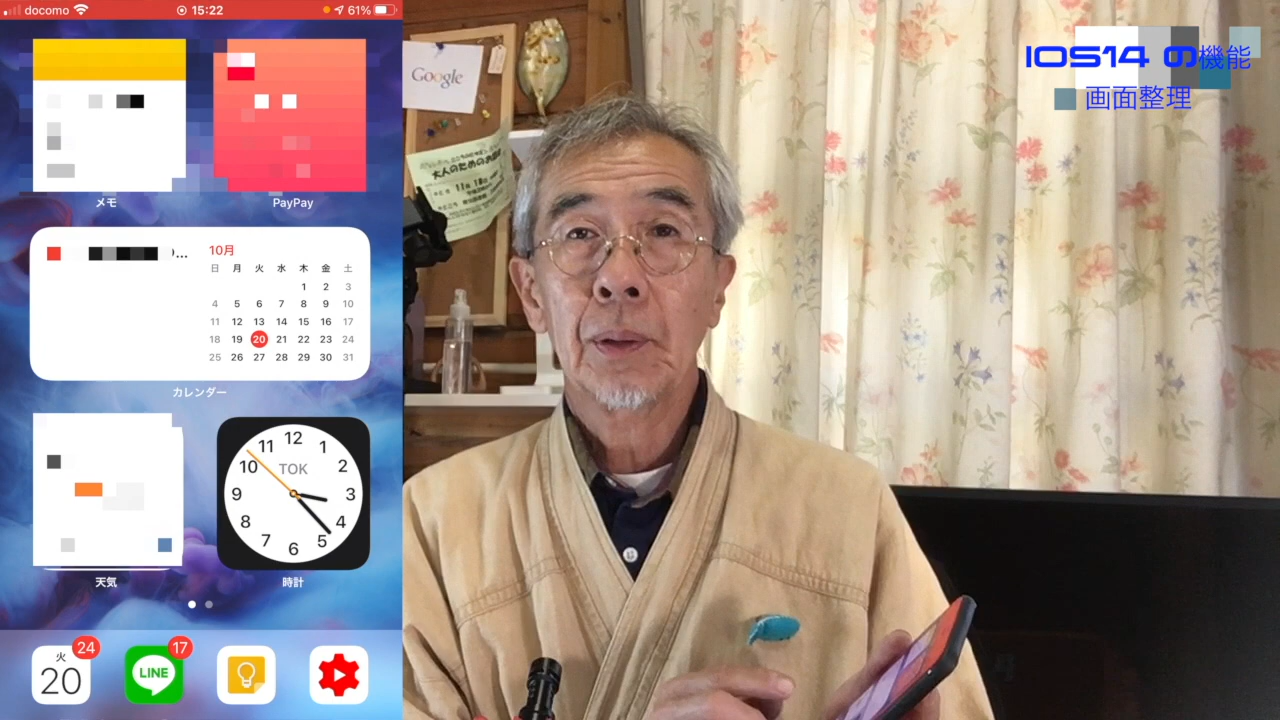 docomo
15:22
61%
メモ
PayPay
10月
日 月 火 水 木 金 土
1 2 3
4 5 6 7 8 9 10
11 12 13 14 15 16 17
18 19 20 21 22 23 24
25 26 27 28 29 30 31
カレンダー
12
11 1
10 TOK 2
9 3
8 4
7 5
6
天気
時計
24
火
20
17
LINE
Google
大人のための
11月
IOS14 の機能
画面整理